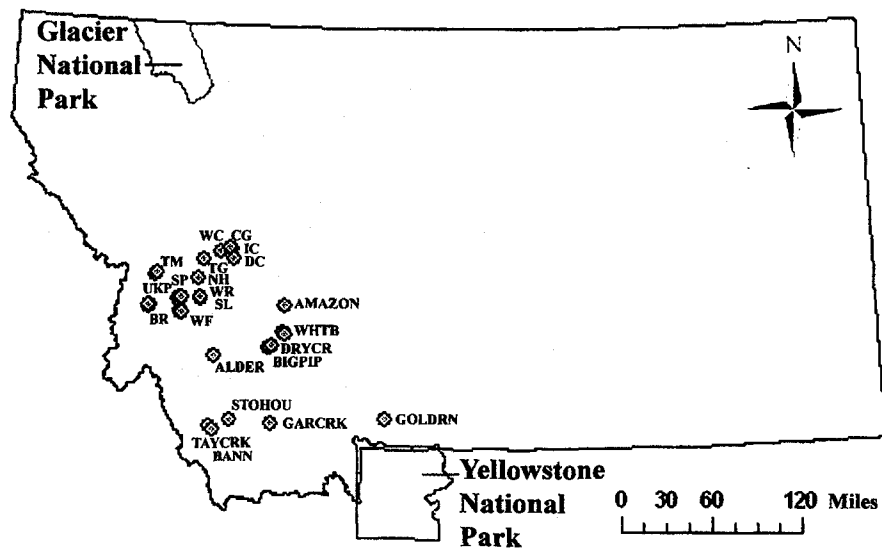 Glacier
National
Park
N
WC CG
IC
DC
TG
TM
NH
SP
UKP
WR
SL
BR
WF
AMAZON
WHTB
DRYCR
BIGPIP
ALDER
STOHOU
GARCRK
GOLDRN
TAYCRK
BANN
Yellowstone
National
Park
0 30 60 120 Miles